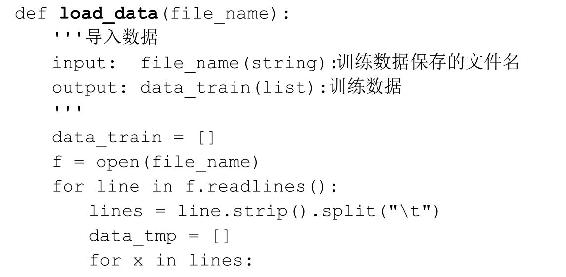 def load_data(file_name):
    '''导入数据
    input:  file_name(string):训练数据保存的文件名
    output: data_train(list):训练数据
    '''
    data_train = []
    f = open(file_name)
    for line in f.readlines():
        lines = line.strip().split("\t")
        data_tmp = []
        for x in lines: